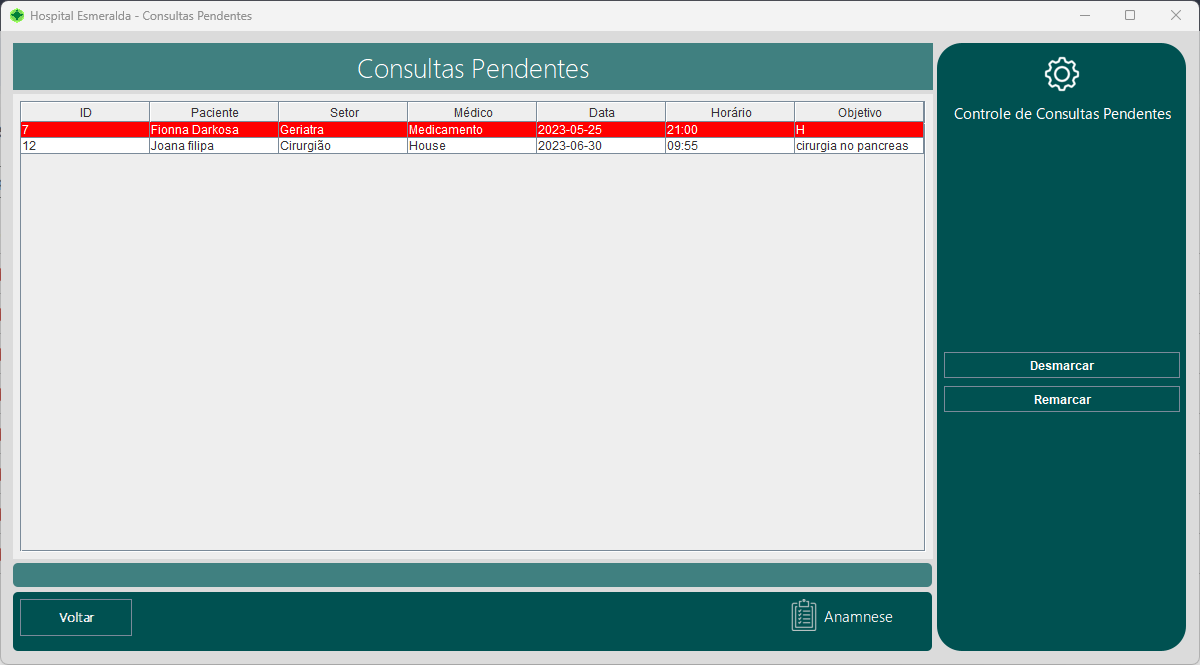 Hospital Esmeralda - Consultas Pendentes
Consultas Pendentes
ID Paciente Setor Médico Data Horário Objetivo
7 Fionna Darkosa Geriatra Medicamento 2023-05-25 21:00 H
12 Joana filipa Cirurgião House 2023-06-30 09:55 cirurgia no pancreas
Controle de Consultas Pendentes
Desmarcar
Remarcar
Voltar
Anamnese